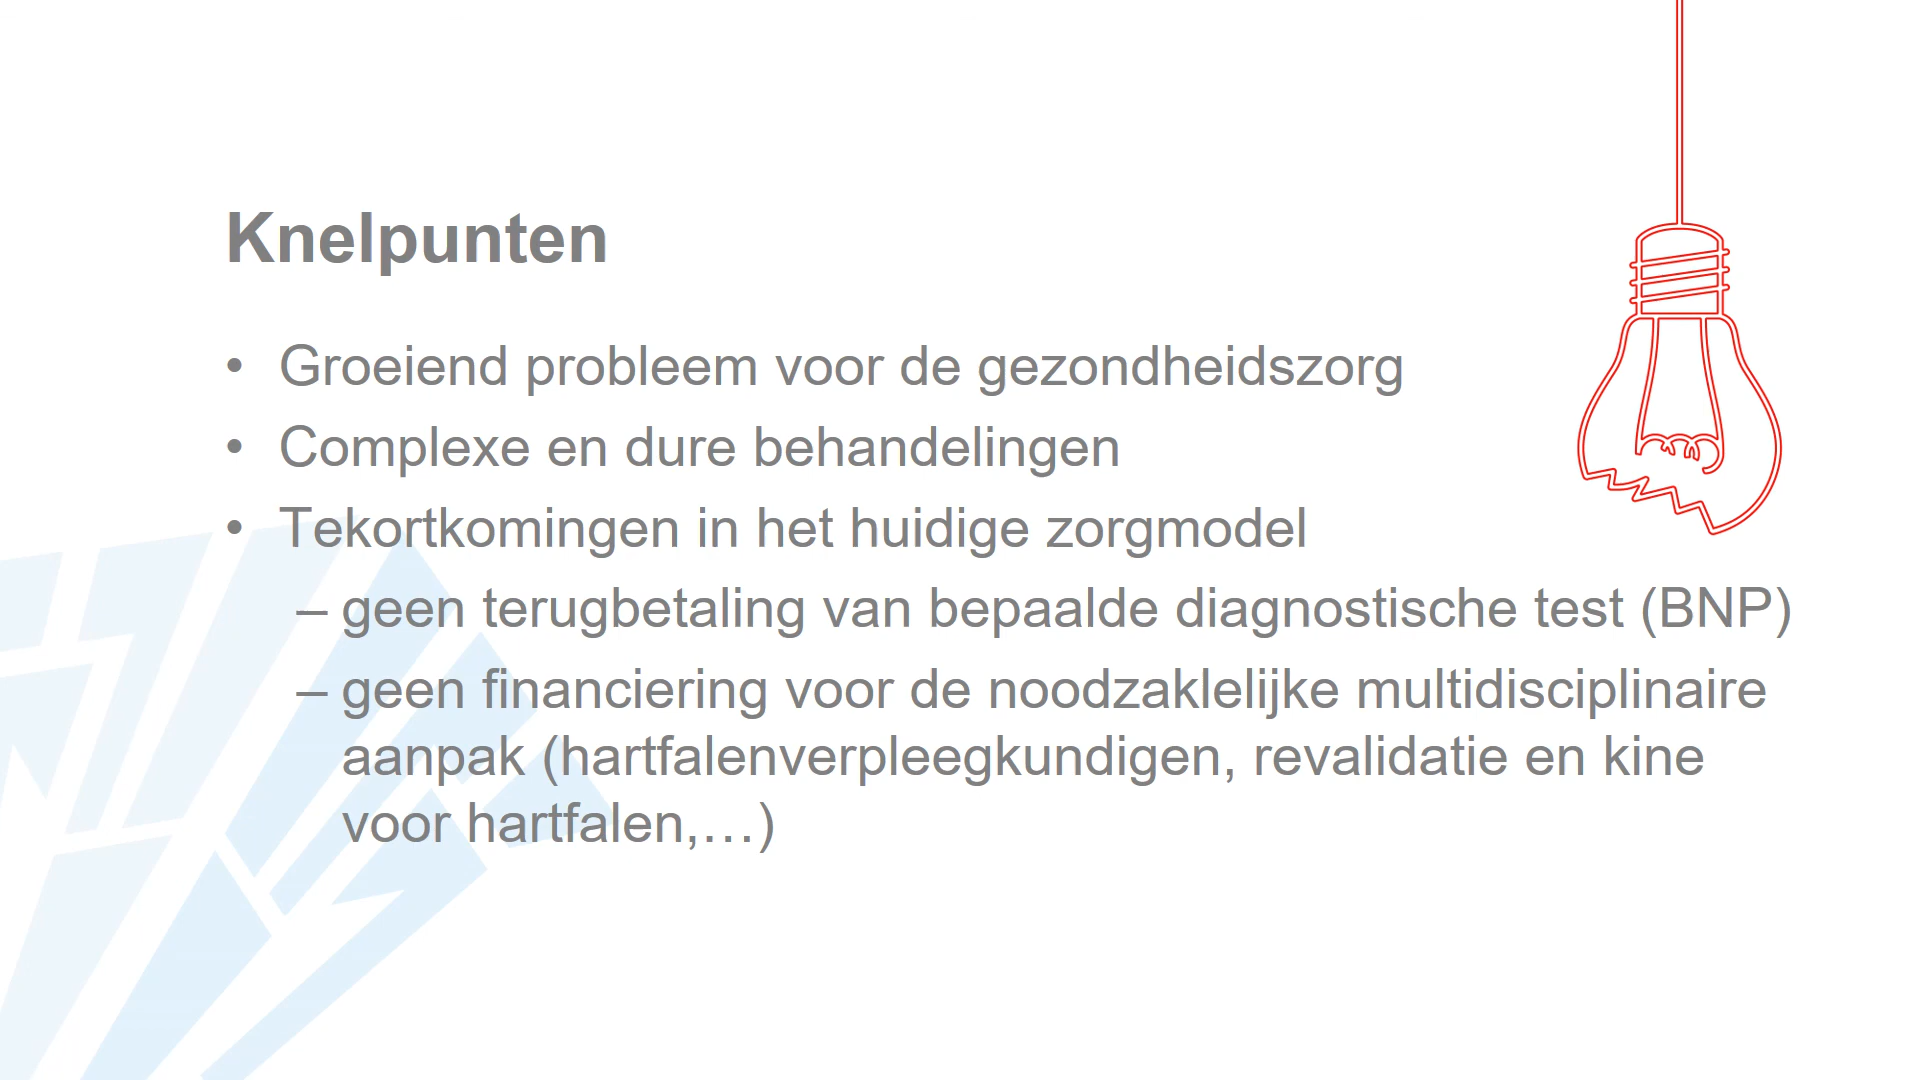 Knelpunten
• Groeiend probleem voor de gezondheidszorg
• Complexe en dure behandelingen
• Tekortkomingen in het huidige zorgmodel
– geen terugbetaling van bepaalde diagnostische test (BNP)
– geen financiering voor de noodzaklelijke multidisciplinaire
aanpak (hartfalenverpleegkundigen, revalidatie en kine
voor hartfalen,…)